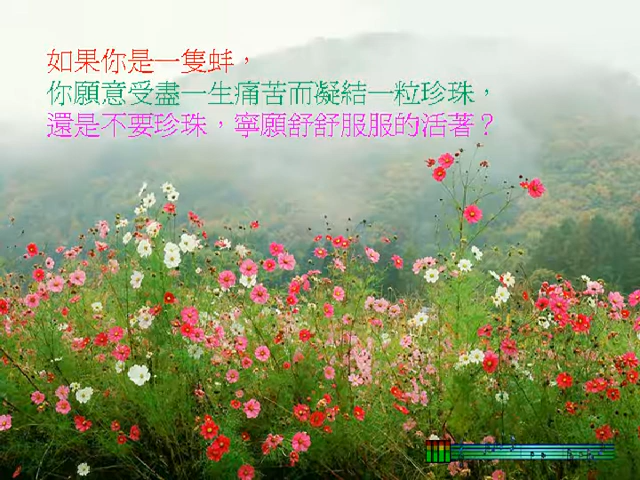 如果你是一隻蚌，
你願意受盡一生痛苦而凝結一粒珍珠，
還是不要珍珠，寧願舒舒服服的活著？